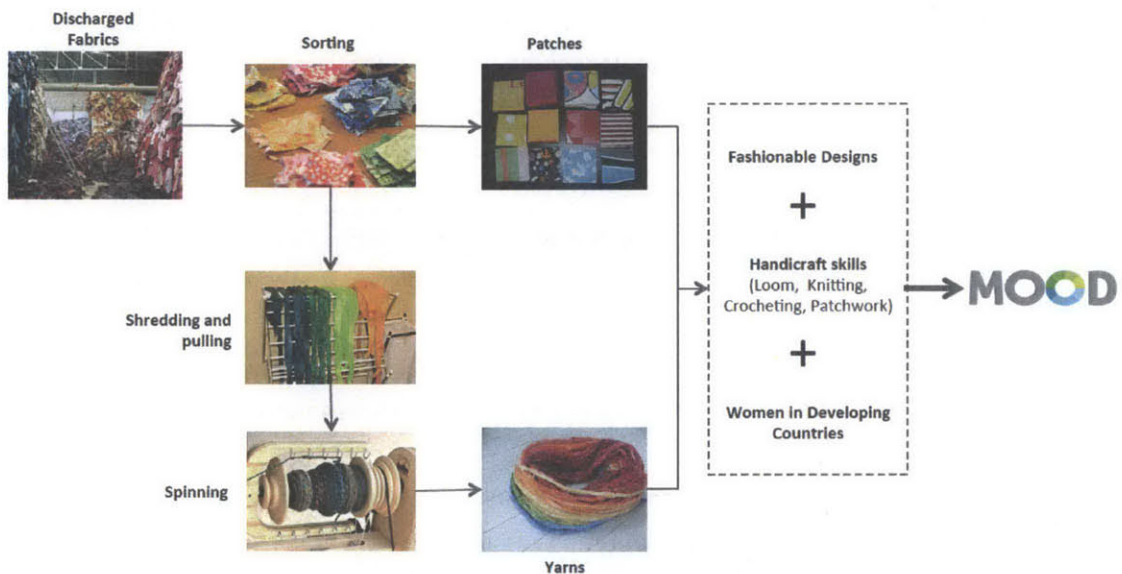 Discharged
Fabrics
Sorting
Patches
Fashionable Designs
+
Handicraft skills
(Loom, Knitting,
Crocheting, Patchwork)
+
Women in Developing
Countries
MOOD
Shredding and
pulling
Spinning
Yarns